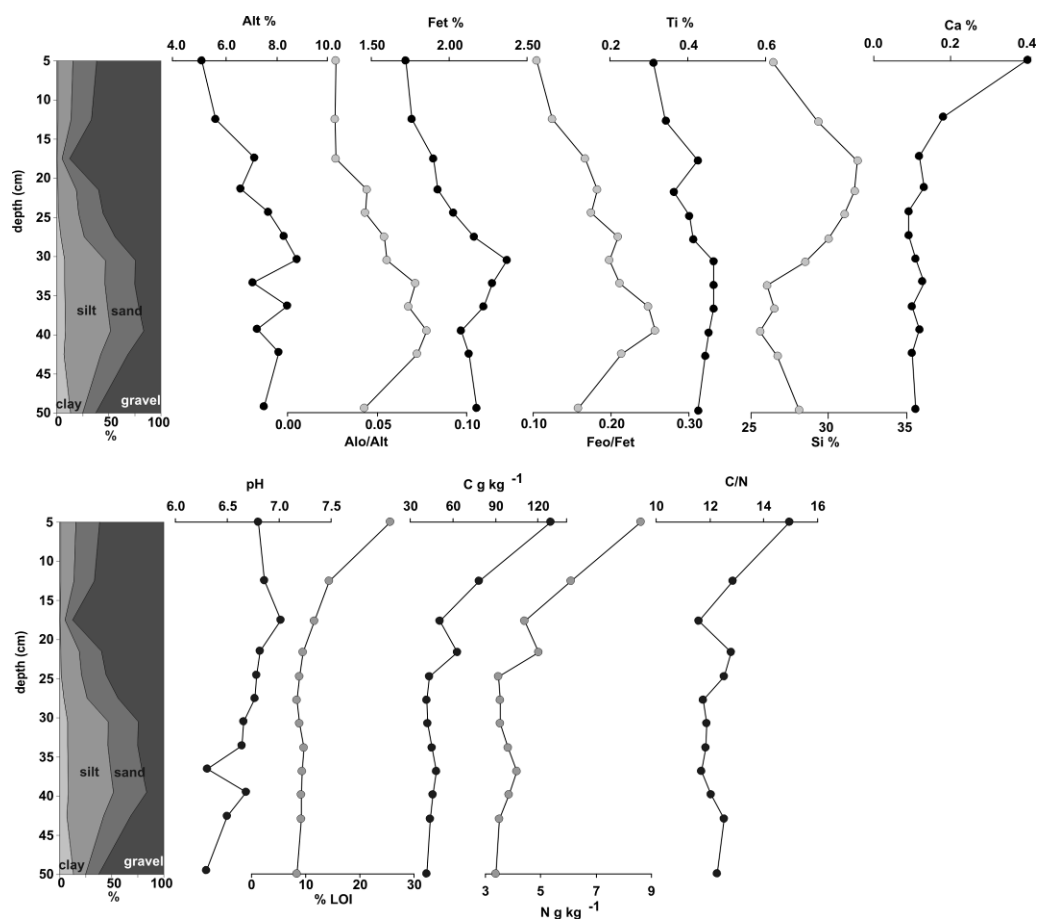 Alt % Fet % Ti % Ca %
4.0 6.0 8.0 10.0 1.50 2.00 2.50 0.2 0.4 0.6 0.0 0.2 0.4
5
10
15
20
25
30
35
40
45
50
depth (cm)
silt sand
clay gravel
0 50 100
%
0.00 0.05 0.10 0.10 0.30 25 30 35
Alo/Alt Feo/Fet Si %
pH C g kg -1 C/N
6.0 6.5 7.0 7.5 30 60 90 120 10 12 14 16
5
10
15
20
25
30
35
40
45
50
depth (cm)
silt sand
clay gravel
0 50 100
%
0 10 20 30 3 5 7 9
% LOI N g kg -1